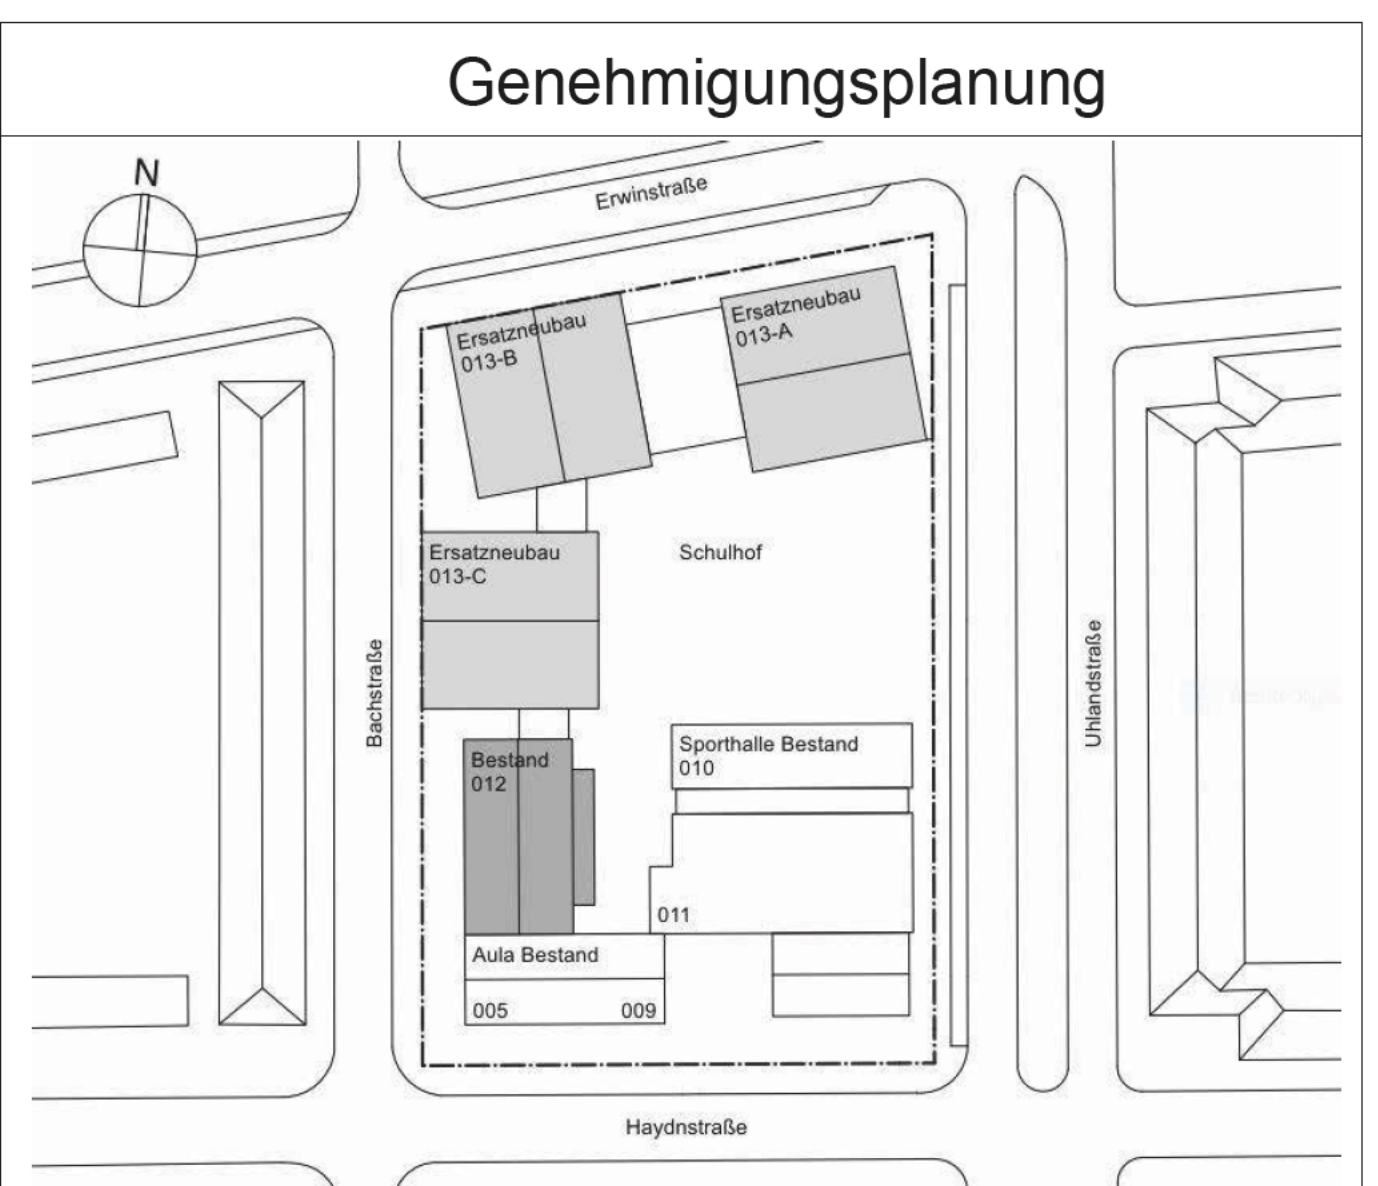 Genehmigungsplanung
N
Erwinstraße
Ersatzneubau
013-B
Ersatzneubau
013-A
Ersatzneubau
013-C
Schulhof
Bachstraße
Uhlandstraße
Bestand
012
Sporthalle Bestand
010
011
Aula Bestand
005
009
Haydnstraße